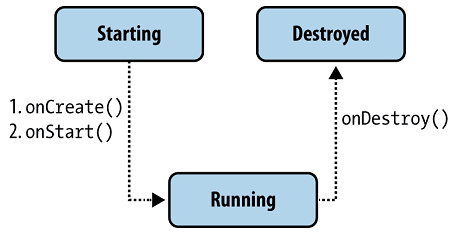 Starting
Destroyed
1.onCreate()
2.onStart()
onDestroy()
Running